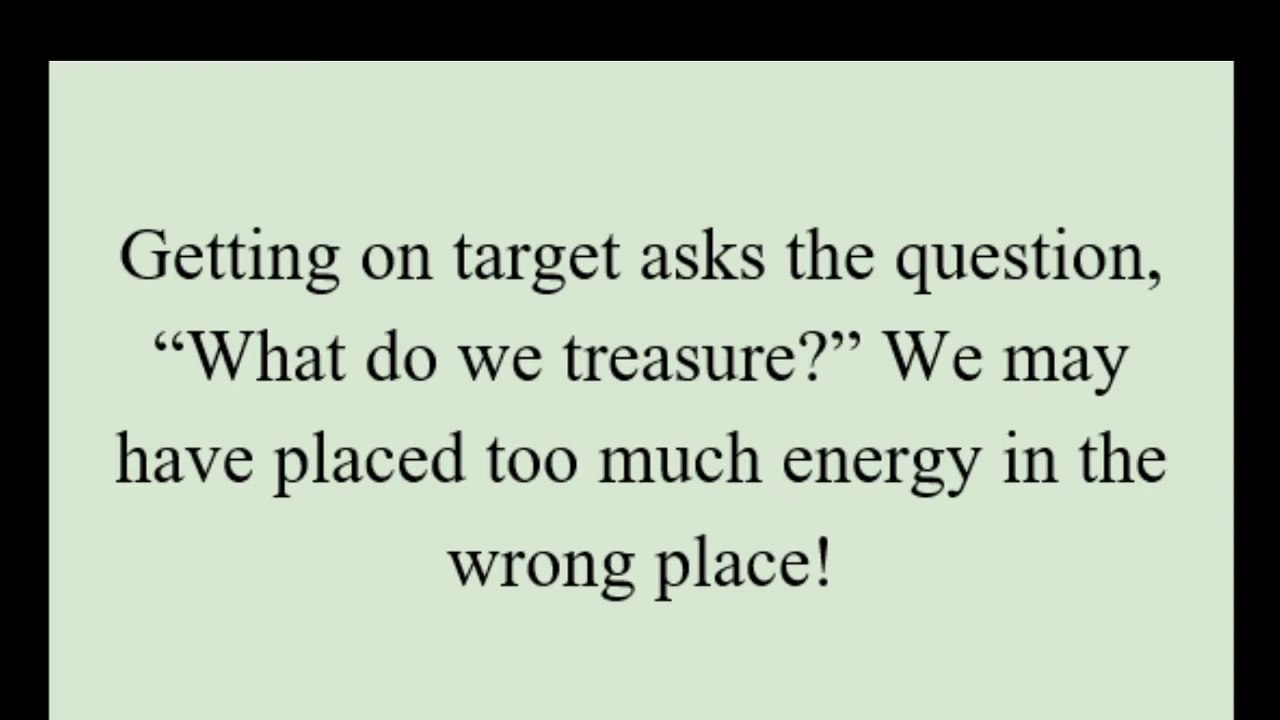 Getting on target asks the question,
“What do we treasure?” We may
have placed too much energy in the
wrong place!